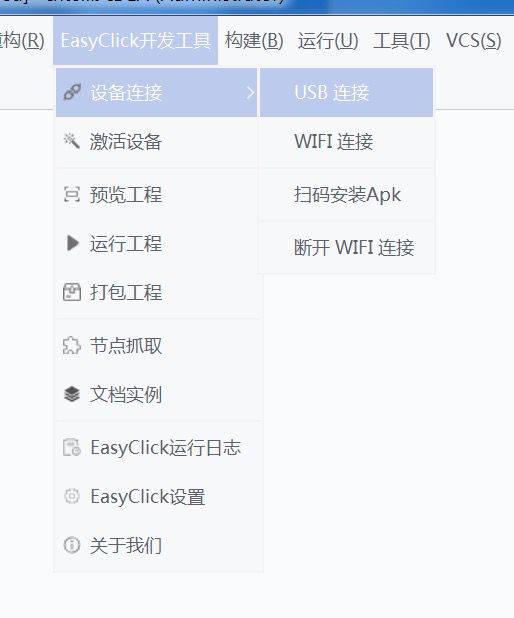 构(R) EasyClick开发工具 构建(B) 运行(U) 工具(T) VCS(S)
设备连接
USB 连接
激活设备
WIFI 连接
预览工程
扫码安装Apk
运行工程
断开 WIFI 连接
打包工程
节点抓取
文档实例
EasyClick运行日志
EasyClick设置
关于我们